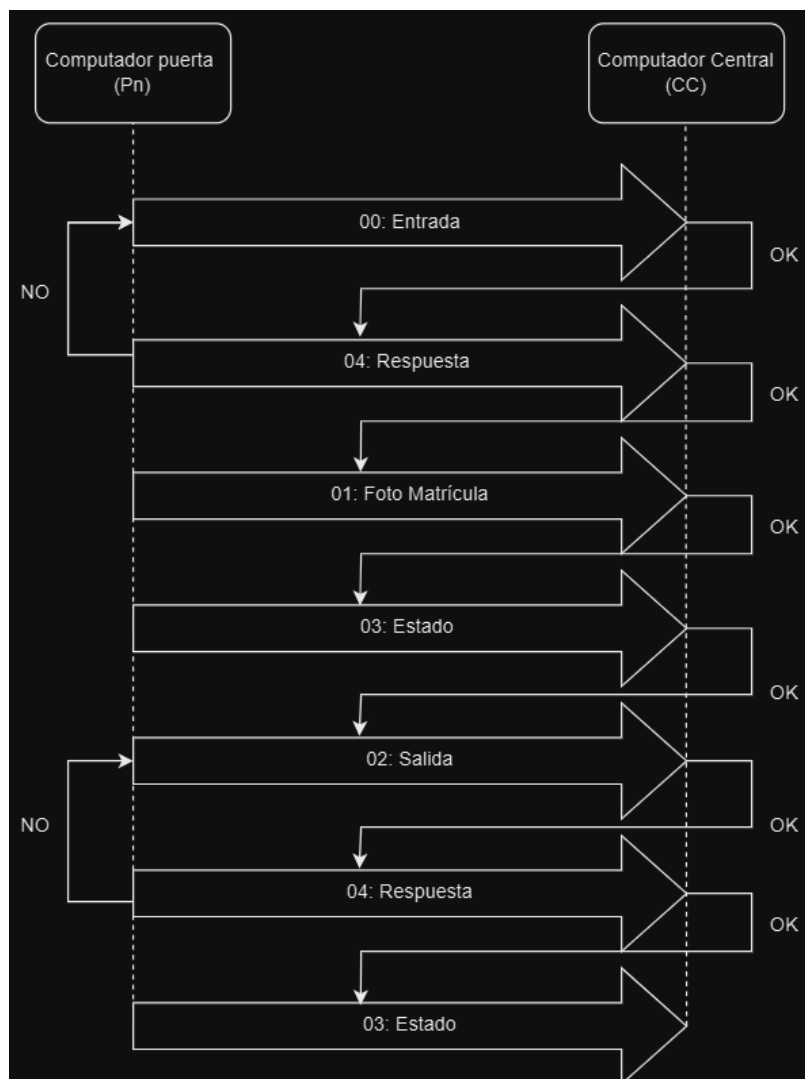 Computador puerta
(Pn)
Computador Central
(CC)
00: Entrada
OK
NO
04: Respuesta
OK
01: Foto Matrícula
OK
03: Estado
OK
02: Salida
NO
OK
04: Respuesta
OK
03: Estado